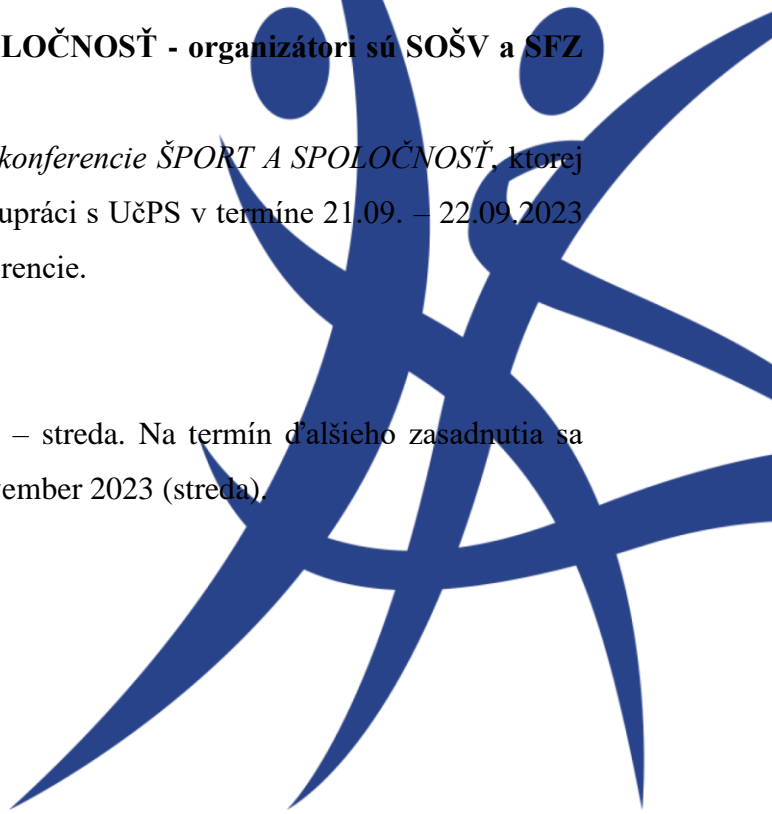 LOČNOSŤ - organizátori sú SOŠV a SFZ
konferencie ŠPORT A SPOLOČNOSŤ, ktorej
upráci s UčPS v termíne 21.09. – 22.09.2023
rencie.
– streda. Na termín ďalšieho zasadnutia sa
ember 2023 (streda).